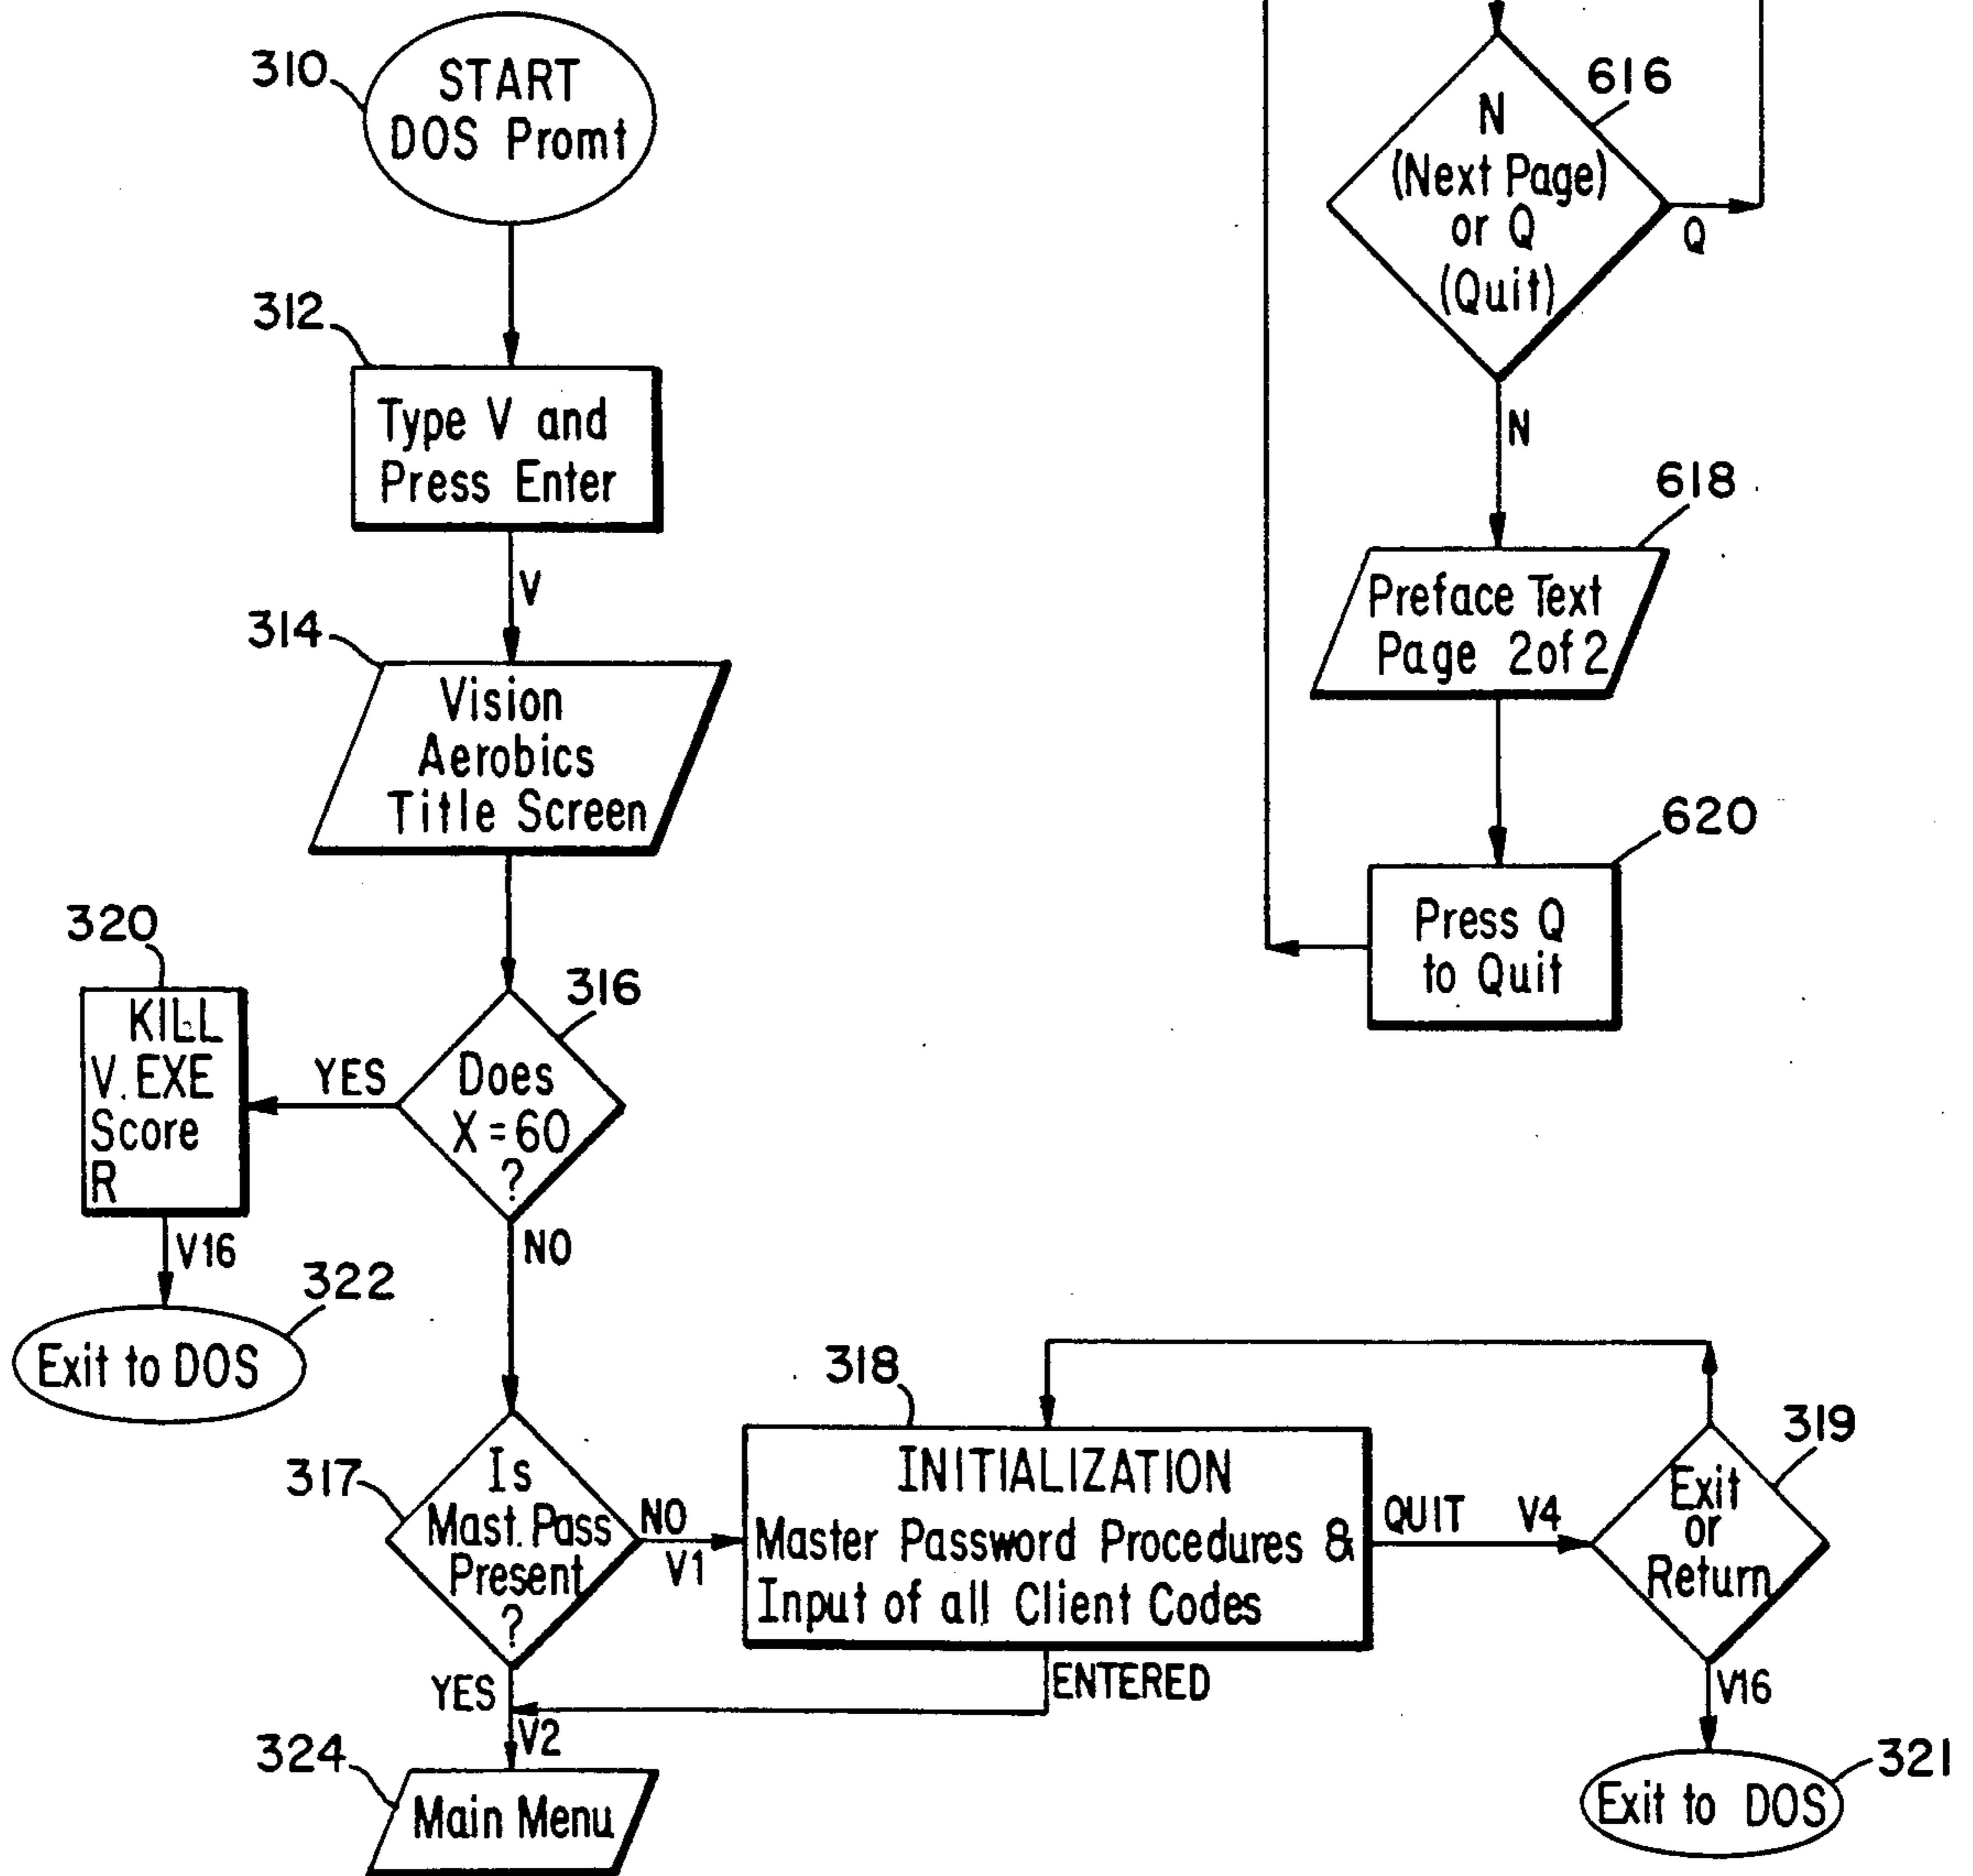 310
START
DOS Promt
312
Type V and
Press Enter
V
314
Vision
Aerobics
Title Screen
320
KILL
V.EXE
Score
R
YES
316
Does
X=60
?
NO
V16
322
Exit to DOS
317
Is
Mast. Pass
Present
?
NO
V1
318
INITIALIZATION
Master Password Procedures &
Input of all Client Codes
QUIT V4
319
Exit
or
Return
YES
ENTERED
V2
V16
324
Main Menu
321
Exit to DOS
616
N
(Next Page)
or Q
(Quit)
Q
N
618
Preface Text
Page 2of2
620
Press Q
to Quit